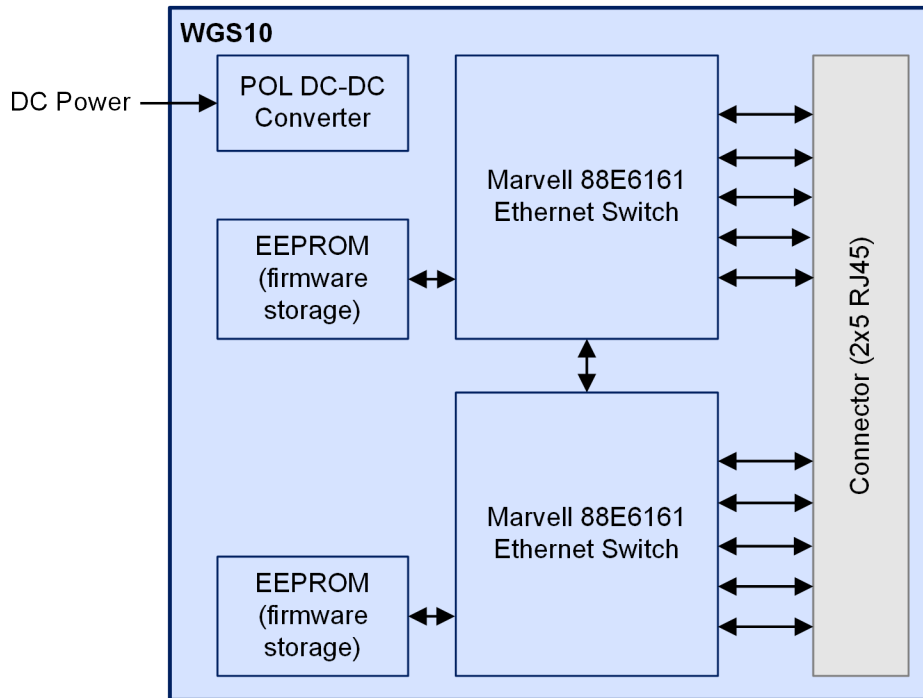 WGS10
DC Power
POL DC-DC
Converter
Marvell 88E6161
Ethernet Switch
EEPROM
(firmware
storage)
Connector (2x5 RJ45)
Marvell 88E6161
Ethernet Switch
EEPROM
(firmware
storage)